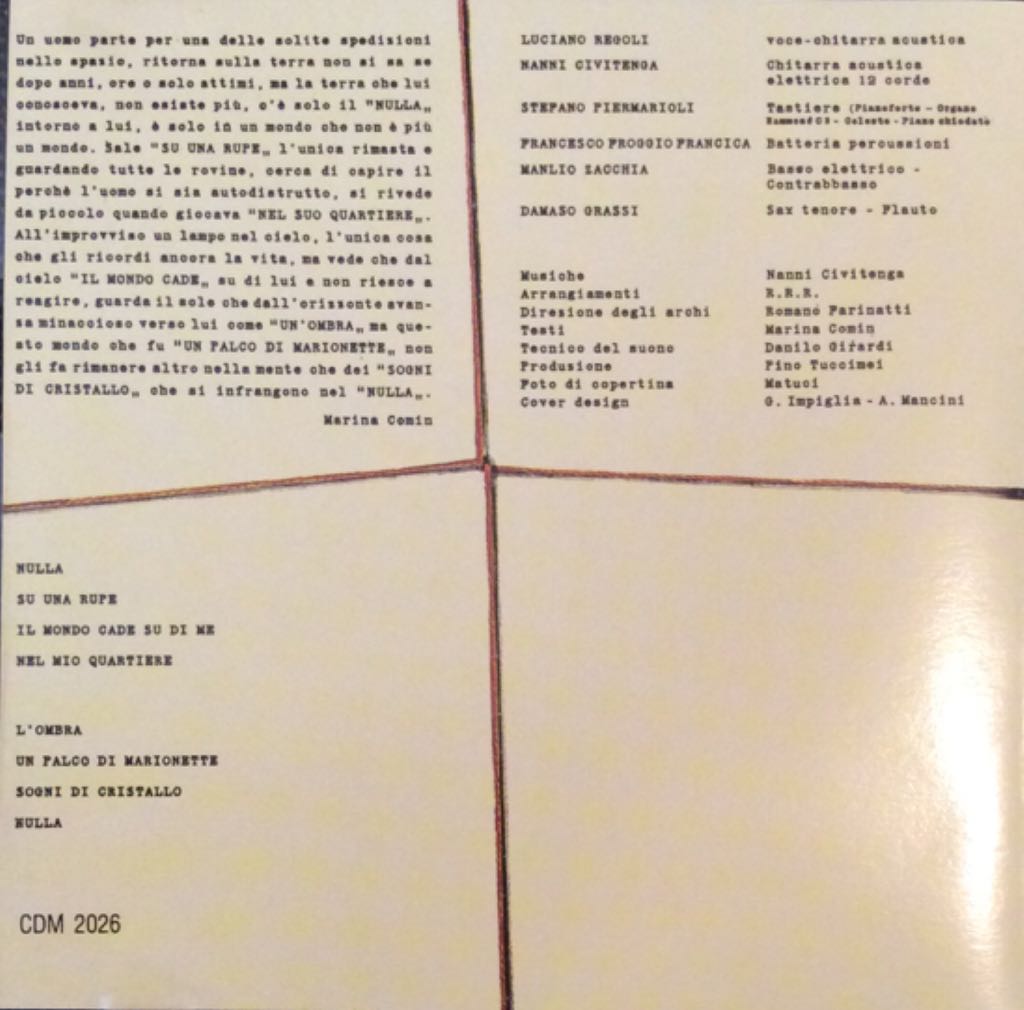 Un uomo parte per una delle solite spedizioni
nello spazio, ritorna sulla terra non si sa se
dopo anni, ore o solo attimi, ma la terra che lui
conosceva, non esiste più, c'è solo il "NULLA„
intorno a lui, è solo in un mondo che non è più
un mondo. Sale "SU UNA RUPE„ l'unica rimasta e
guardando tutte le rovine, cerca di capire il
perchè l'uomo si sia autodistrutto, si rivede
da piccolo quando giocava "NEL SUO QUARTIERE„.
All'improvviso un lampo nel cielo, l'unica cosa
che gli ricordi ancora la vita, ma vede che dal
cielo "IL MONDO CADE„ su di lui e non riesce a
reagire, guarda il sole che dall'orizzonte avan-
za minaccioso verso lui come "UN'OMBRA„ ma que-
sto mondo che fu "UN PALCO DI MARIONETTE„ non
gli fa rimanere altro nella mente che dei "SOGNI
DI CRISTALLO„ che si infrangono nel "NULLA„.
Marina Comin
LUCIANO REGOLI voce-chitarra acustica
NANNI CIVITENGA Chitarra acustica
elettrica 12 corde
STEFANO PIERMARIOLI Tastiere (Pianoforte - Organo
Hammond C3 - Celeste - Piano chiodato
FRANCESCO FROGGIO FRANCICA Batteria percussioni
MANLIO ZACCHIA Basso elettrico -
Contrabbasso
DAMASO GRASSI Sax tenore - Flauto
Musiche Nanni Civitenga
Arrangiamenti R.R.R.
Direzione degli archi Romano Farinatti
Testi Marina Comin
Tecnico del suono Danilo Girardi
Produzione Pino Tuccimei
Foto di copertina Matuci
Cover design G. Impiglia - A. Mancini
NULLA
SU UNA RUPE
IL MONDO CADE SU DI ME
NEL MIO QUARTIERE
L'OMBRA
UN PALCO DI MARIONETTE
SOGNI DI CRISTALLO
NULLA
CDM 2026